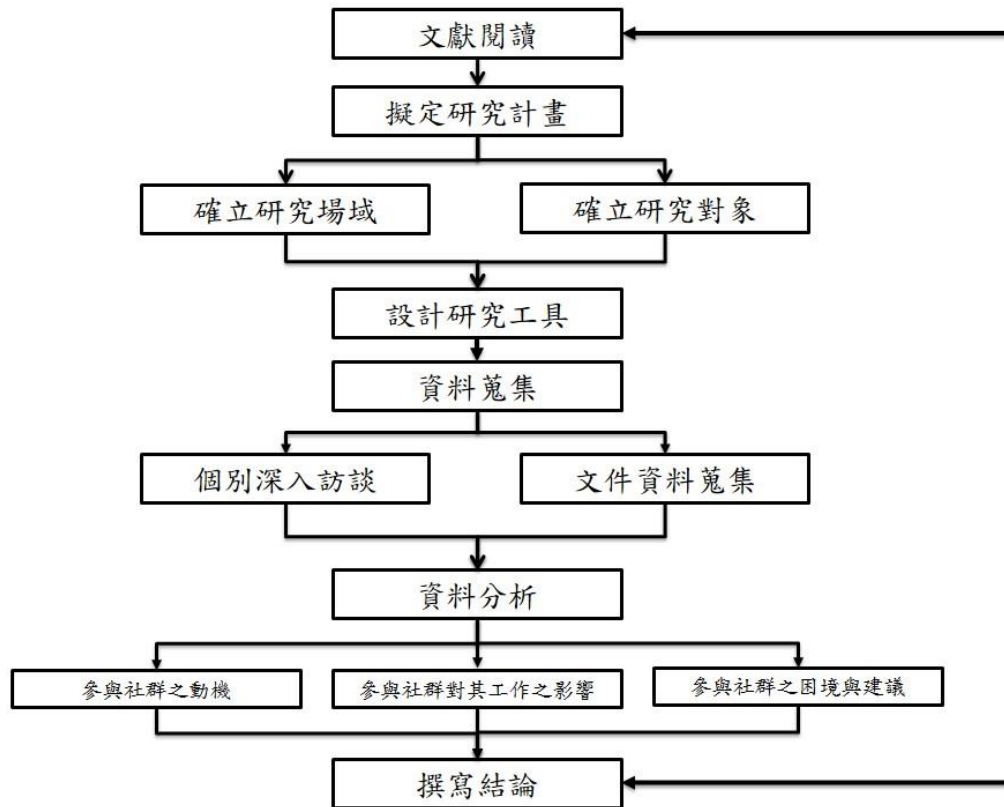 文獻閱讀
擬定研究計畫
確立研究場域
確立研究對象
設計研究工具
資料蒐集
個別深入訪談
文件資料蒐集
資料分析
參與社群之動機
參與社群對其工作之影響
參與社群之困境與建議
撰寫結論